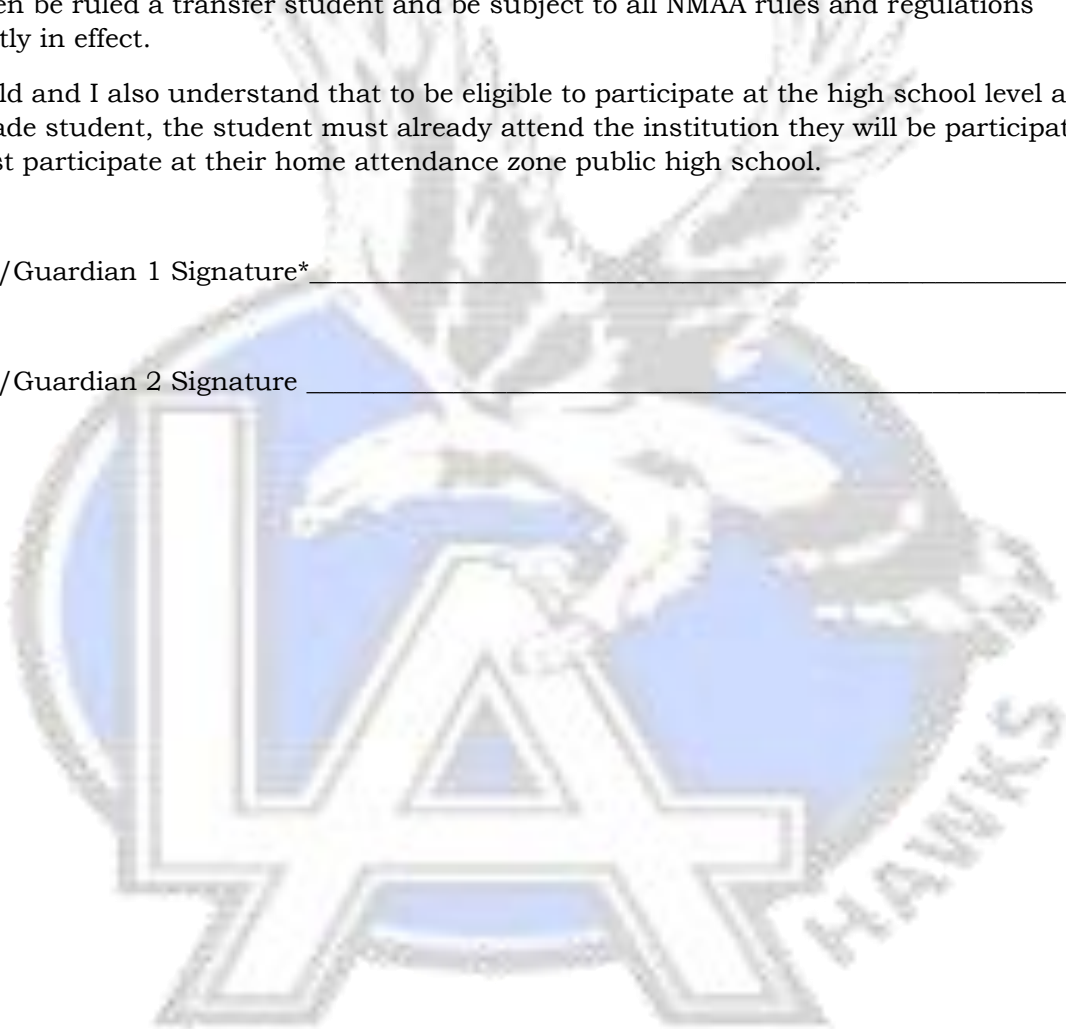 en be ruled a transfer student and be subject to all NMAA rules and regulations
tly in effect.
ld and I also understand that to be eligible to participate at the high school level a
ade student, the student must already attend the institution they will be participat
st participate at their home attendance zone public high school.
/Guardian 1 Signature*
/Guardian 2 Signature
LA
HAWKS